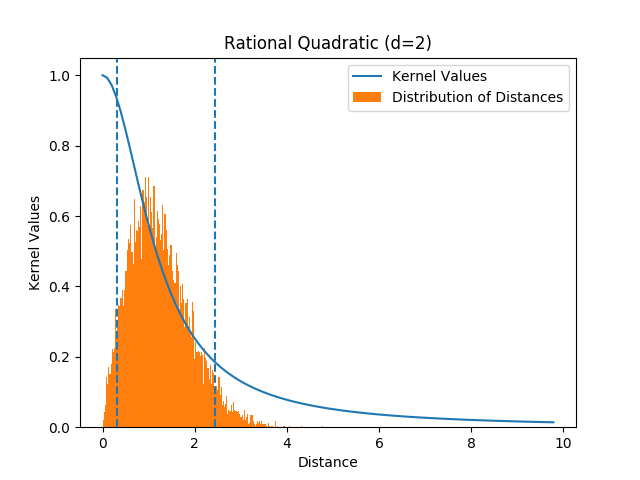 Rational Quadratic (d=2)
Kernel Values
Distribution of Distances
1.0
0.8
0.6
0.4
0.2
0.0
Kernel Values
0 2 4 6 8 10
Distance